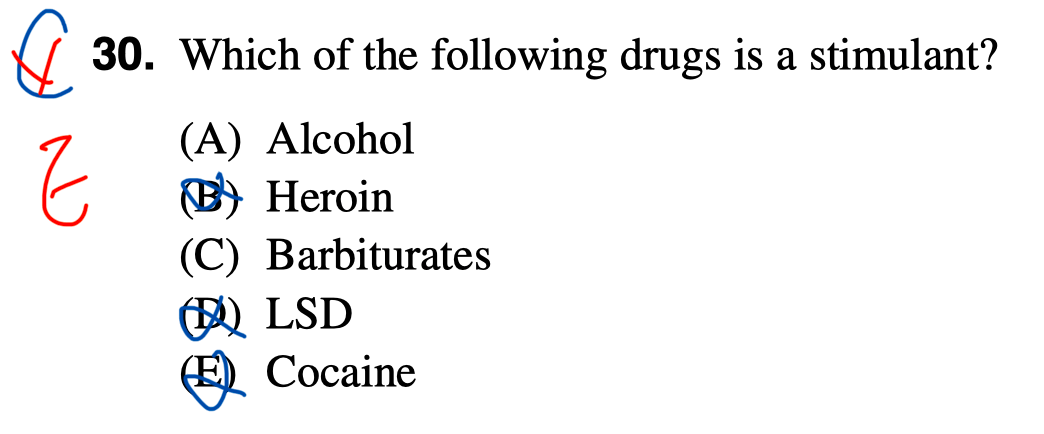 C
30. Which of the following drugs is a stimulant?
E
(A) Alcohol
(B) Heroin
(C) Barbiturates
(D) LSD
(E) Cocaine